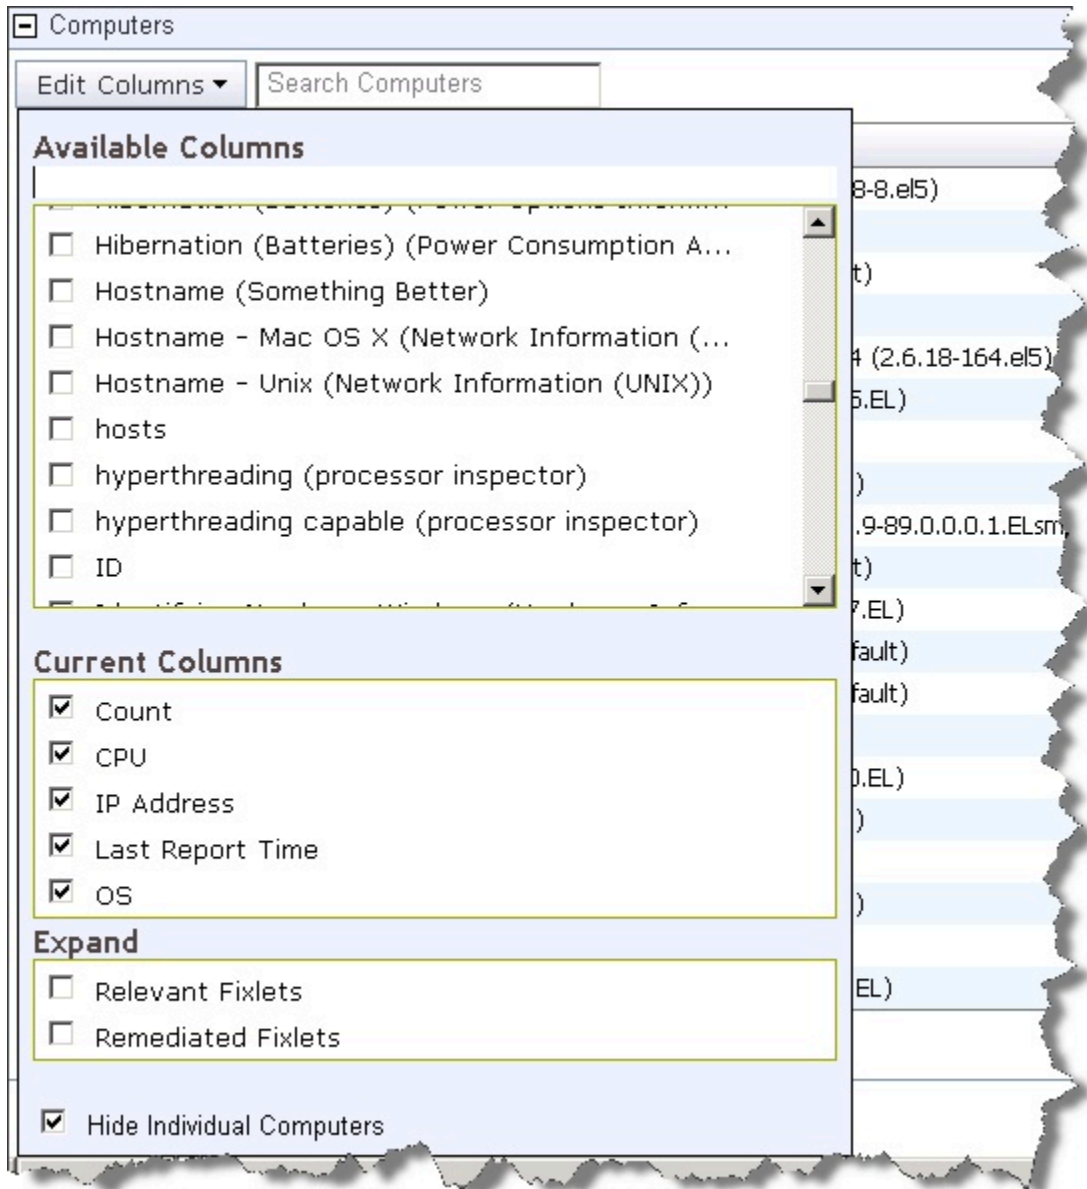 Computers
Edit Columns
Search Computers
Available Columns
Hibernation (Batteries) (Power Consumption A...
Hostname (Something Better)
Hostname - Mac OS X (Network Information (...
Hostname - Unix (Network Information (UNIX))
hosts
hyperthreading (processor inspector)
hyperthreading capable (processor inspector)
ID
Current Columns
Count
CPU
IP Address
Last Report Time
OS
Expand
Relevant Fixlets
Remediated Fixlets
Hide Individual Computers
8-8.el5)
t)
4 (2.6.18-164.el5)
.EL)
)
.9-89.0.0.0.1.ELsm,
t)
.EL)
fault)
fault)
.EL)
)
)
EL)